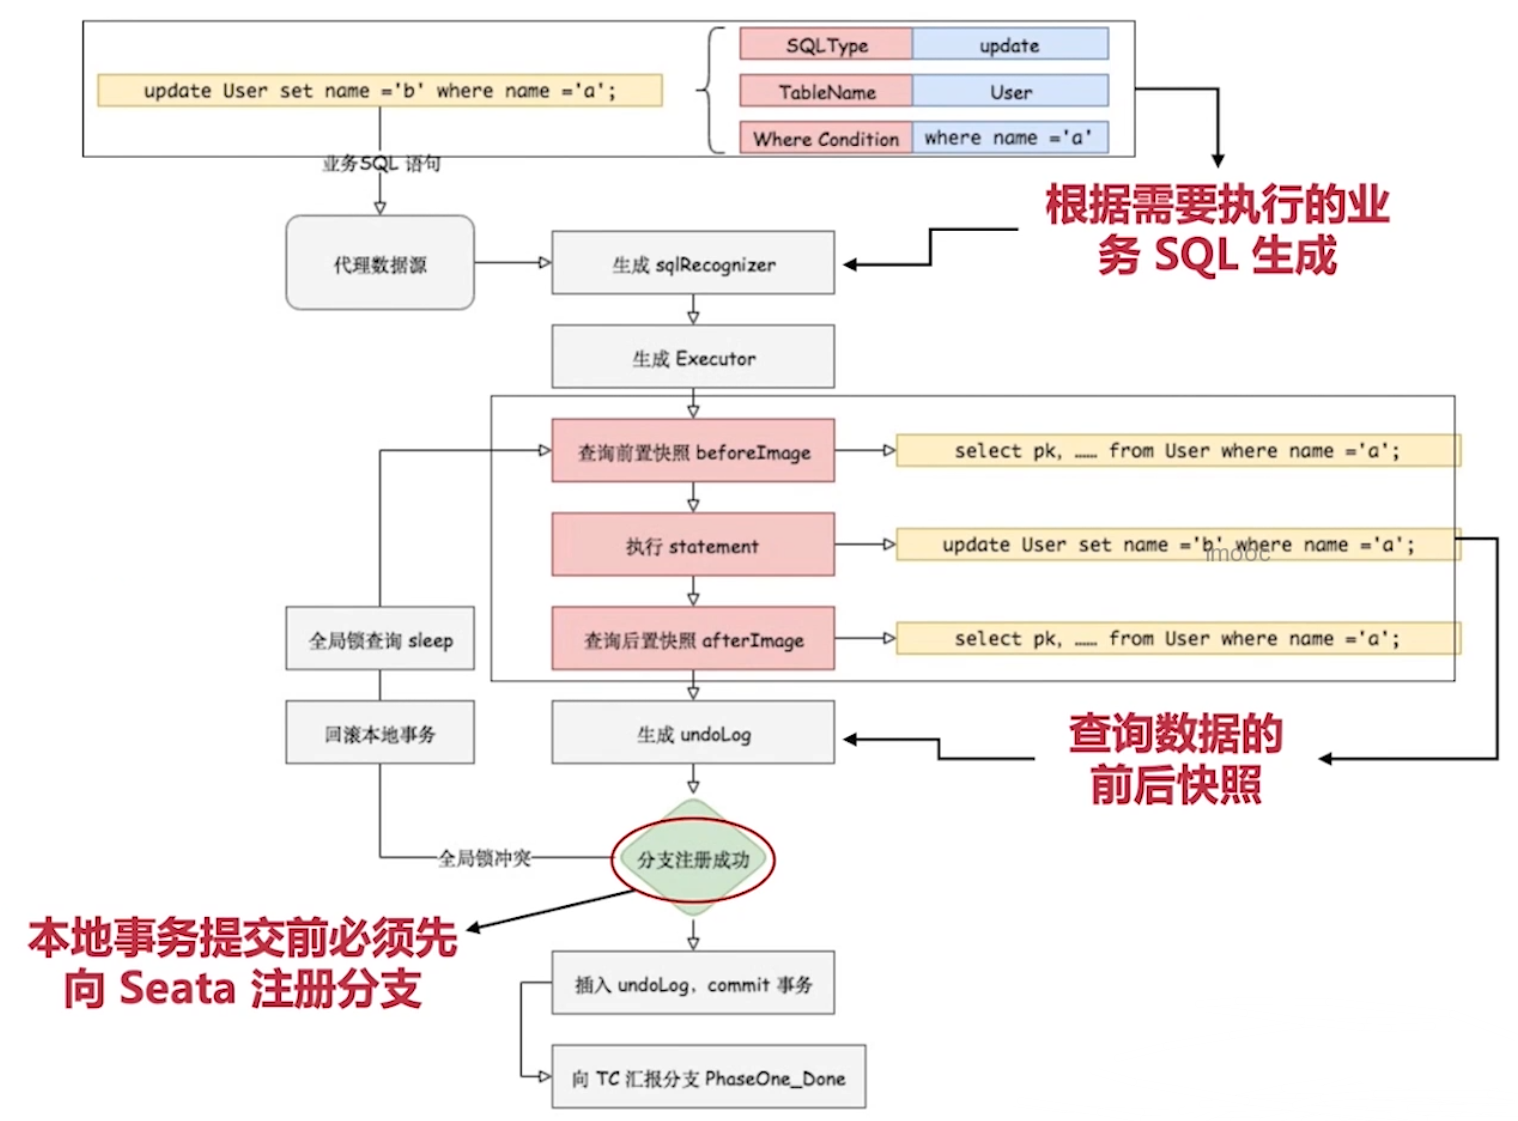 SQLType update
update User set name ='b' where name ='a';
TableName User
Where Condition where name ='a'
业务SQL 语句
根据需要执行的业
务 SQL 生成
代理数据源
生成 sqlRecognizer
生成 Executor
查询前置快照 beforeImage
select pk, …… from User where name ='a';
执行 statement
update User set name ='b' where name ='a';
imooc
全局锁查询 sleep
查询后置快照 afterImage
select pk, …… from User where name ='a';
回滚本地事务
生成 undoLog
查询数据的
前后快照
全局锁冲突
分支注册成功
本地事务提交前必须先
向 Seata 注册分支
插入 undoLog，commit 事务
向 TC 汇报分支 PhaseOne_Done